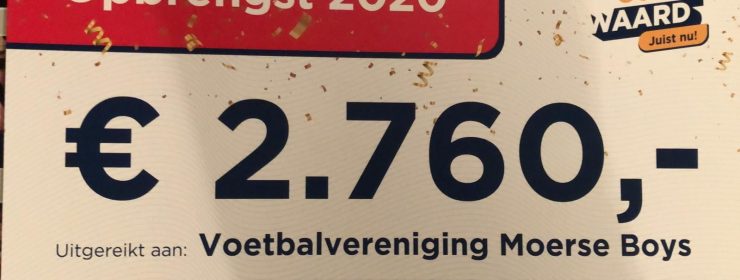 Opbrengst 2020
WAARD
Juist nu!
€ 2.760,-
Uitgereikt aan: Voetbalvereniging Moerse Boys